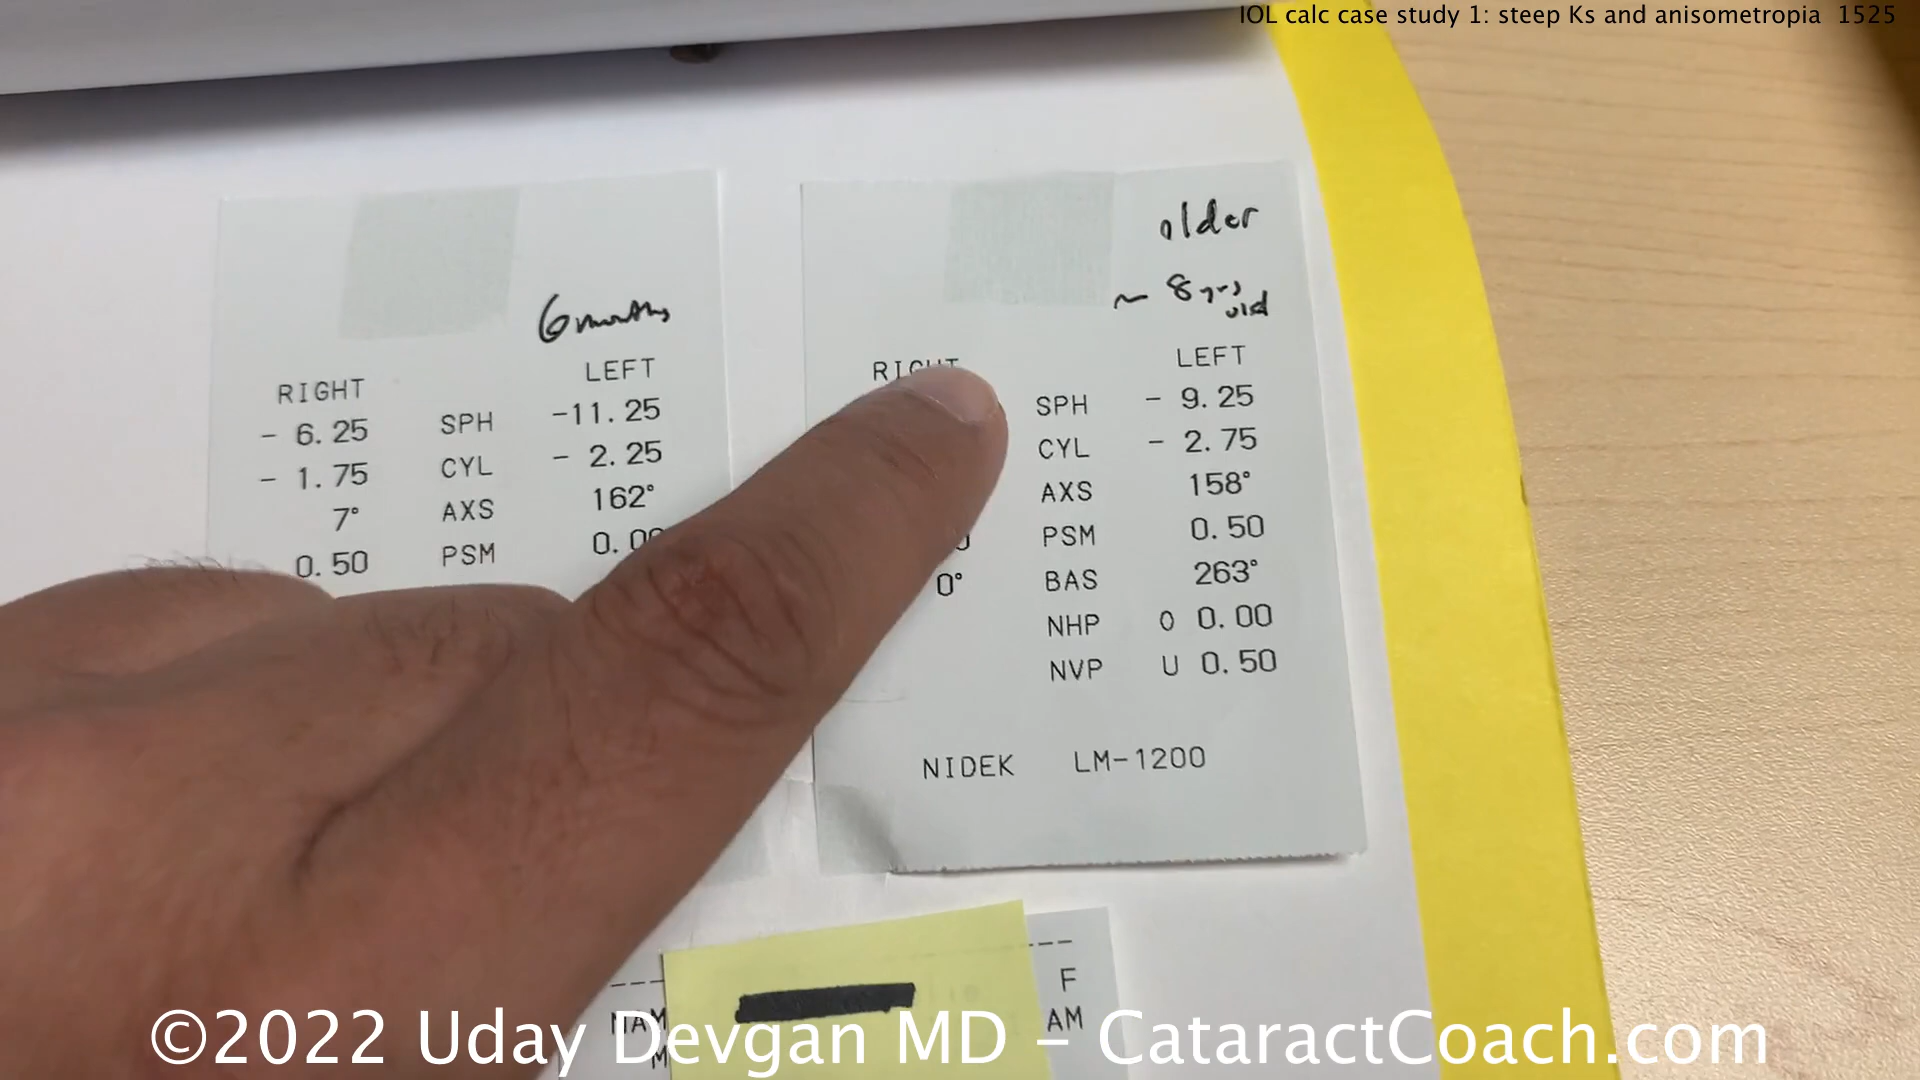 IOL calc case study 1: steep Ks and anisometropia 1525
6 months
RIGHT LEFT
- 6.25 SPH -11.25
- 1.75 CYL - 2.25
7° AXS 162°
0.50 PSM 0.00
older
~ 8 yrs
old
RIGHT LEFT
SPH - 9.25
CYL - 2.75
AXS 158°
PSM 0.50
0° BAS 263°
NHP O 0.00
NVP U 0.50
NIDEK LM-1200
--- ---
F
NAM AM
M
©2022 Uday Devgan MD – CataractCoach.com